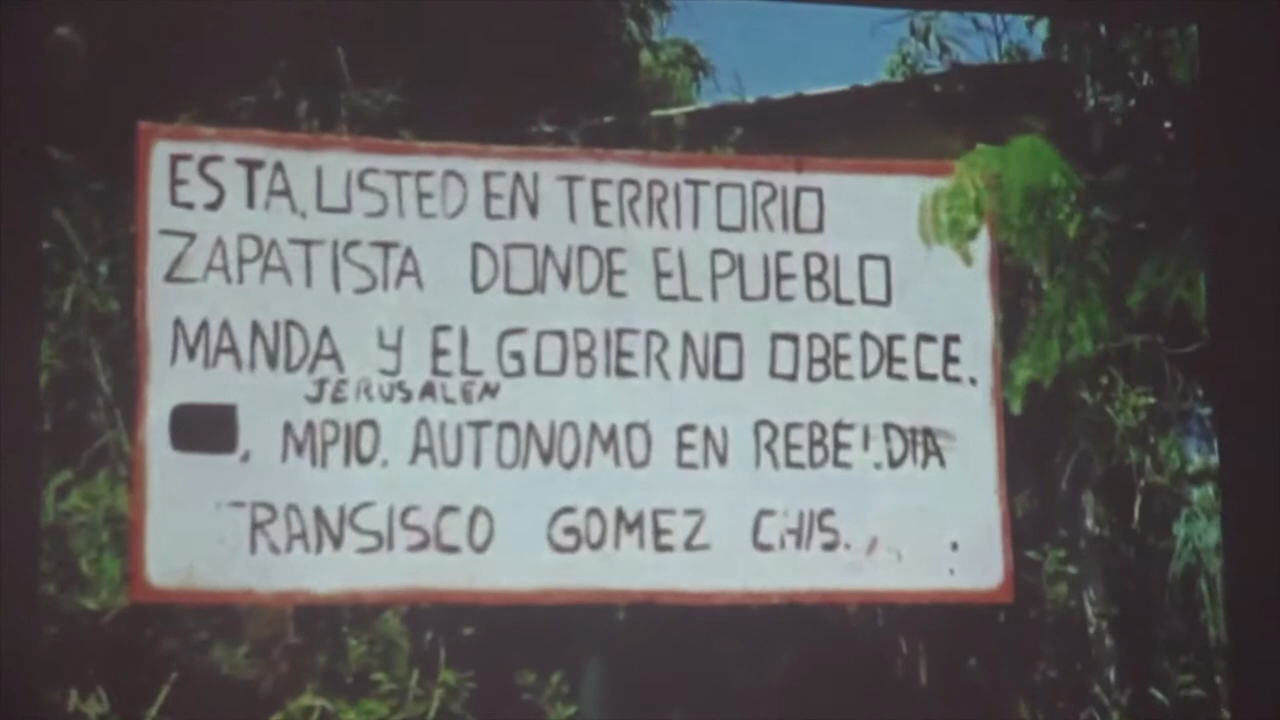 ESTA, USTED EN TERRITORIO
ZAPATISTA DONDE EL PUEBLO
MANDA Y EL GOBIERNO OBEDECE.
JERUSALEN
. MPIO. AUTONOMO EN REBELDIA
RANSISCO GOMEZ CHIS.